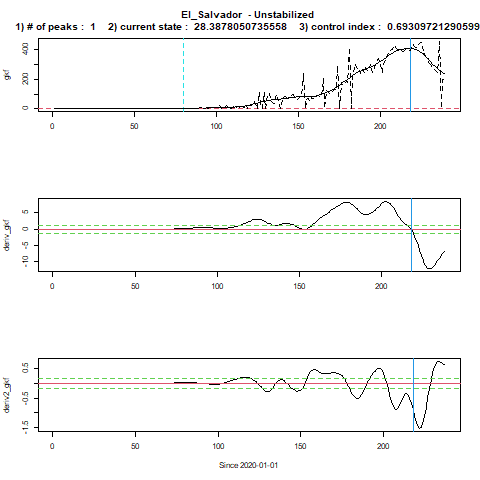 El_Salvador - Unstabilized
1) # of peaks : 1 2) current state : 28.3878050735558 3) control index : 0.69309721290599
gkf
400
200
0
0 50 100 150 200
deriv_gkf
5
0
-5
-10
0 50 100 150 200
deriv2_gkf
0.5
-0.5
-1.5
0 50 100 150 200
Since 2020-01-01